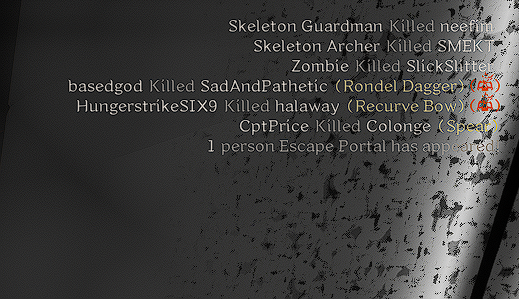 Skeleton Guardman Killed neefim
Skeleton Archer Killed SMEKT
Zombie Killed SlickSlitter
basedgod Killed SadAndPathetic (Rondel Dagger)
HungerstrikeSIX9 Killed halaway (Recurve Bow)
CptPrice Killed Colonge (Spear)
1 person Escape Portal has appeared.